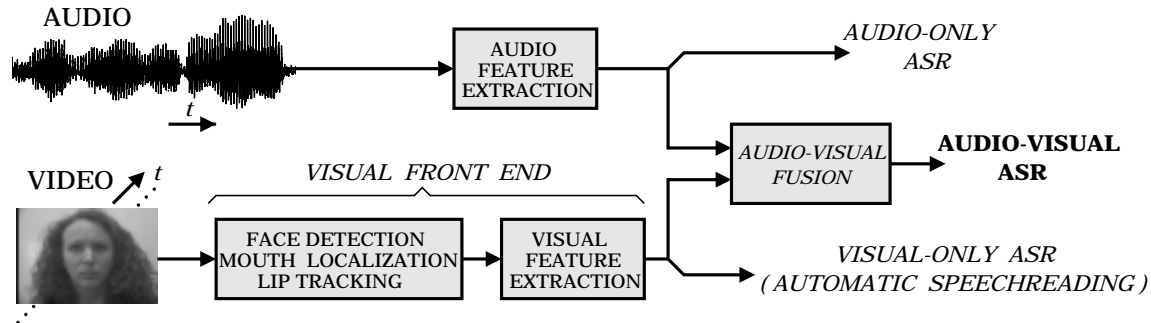 AUDIO
AUDIO
FEATURE
EXTRACTION
AUDIO-ONLY
ASR
t
AUDIO-VISUAL
FUSION
AUDIO-VISUAL
ASR
VIDEO
t
VISUAL FRONT END
FACE DETECTION
MOUTH LOCALIZATION
LIP TRACKING
VISUAL
FEATURE
EXTRACTION
VISUAL-ONLY ASR
( AUTOMATIC SPEECHREADING )